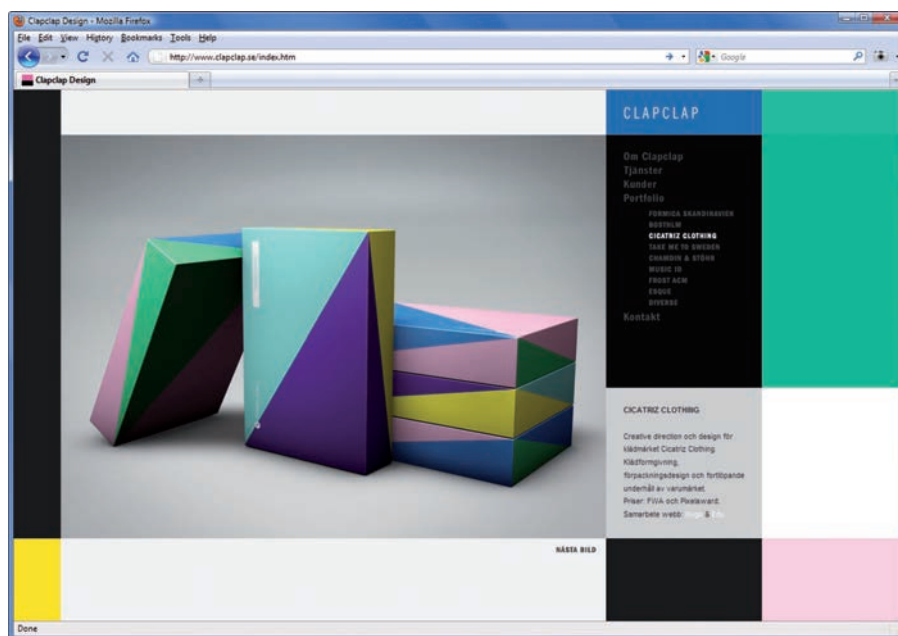 Clapclap Design - Mozilla Firefox
File Edit View History Bookmarks Tools Help
http://www.clapclap.se/index.htm
Google
Clapclap Design
CLAPCLAP
Om Clapclap
Tjänster
Kunder
Portfolio
FORMICA SKANDINAVIEN
BOSTHLM
CICATRIZ CLOTHING
TAKE ME TO SWEDEN
CHAMDIN & STÖHR
MUSIC ID
FROST ACM
ESQUE
DIVERSE
Kontakt
CICATRIZ CLOTHING
Creative direction och design för
klädmärket Cicatriz Clothing.
Klädformgivning,
förpackningsdesign och fortlöpande
underhåll av varumärket.
Priser: FWA och Pixelaward.
Samarbete webb: &
NÄSTA BILD
Done